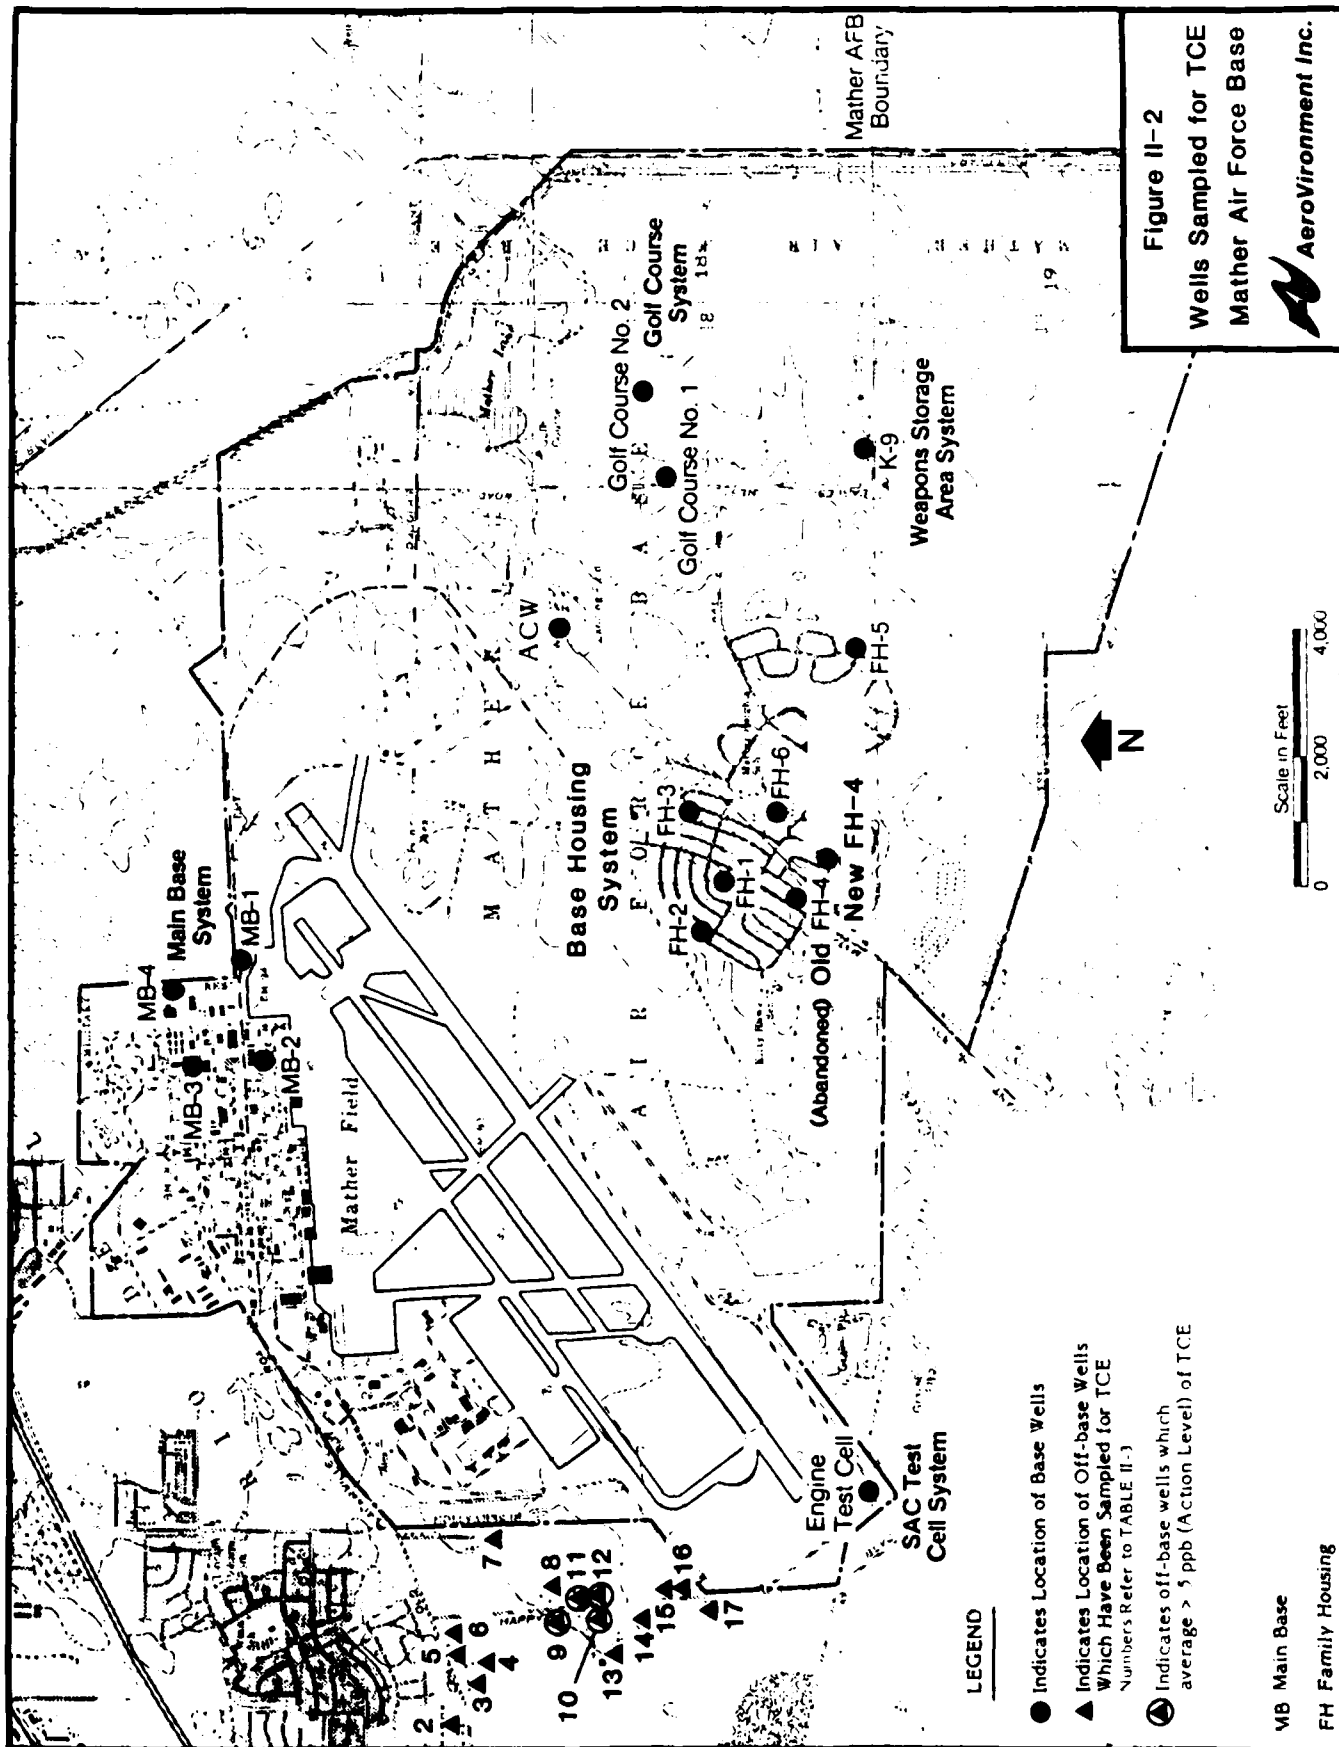 Figure II-2
Wells Sampled for TCE
Mather Air Force Base
AeroVironment Inc.
Mather AFB
Boundary
MB-4
Main Base
System
MB-1
MB-3
MB-2
Mather Field
M A T H E R
A I R F O R C E B A S E
ROAD
Mather Lake
ACW
Golf Course No. 2
Golf Course
System
Golf Course No. 1
18
19
K-9
Weapons Storage
Area System
Base Housing
System
FH-3
FH-2
FH-1
FH-6
FH-5
(Abandoned) Old FH-4
New FH-4
N
Scale in Feet
0 2,000 4,000
Engine
Test Cell
SAC Test
Cell System
2
3
4
5
6
7
8
9
10
11
12
13
14
15
16
17
HAPPY
LEGEND
Indicates Location of Base Wells
Indicates Location of Off-base Wells
Which Have Been Sampled for TCE
Numbers Refer to TABLE II-3
Indicates off-base wells which
average > 5 ppb (Action Level) of TCE
MB Main Base
FH Family Housing